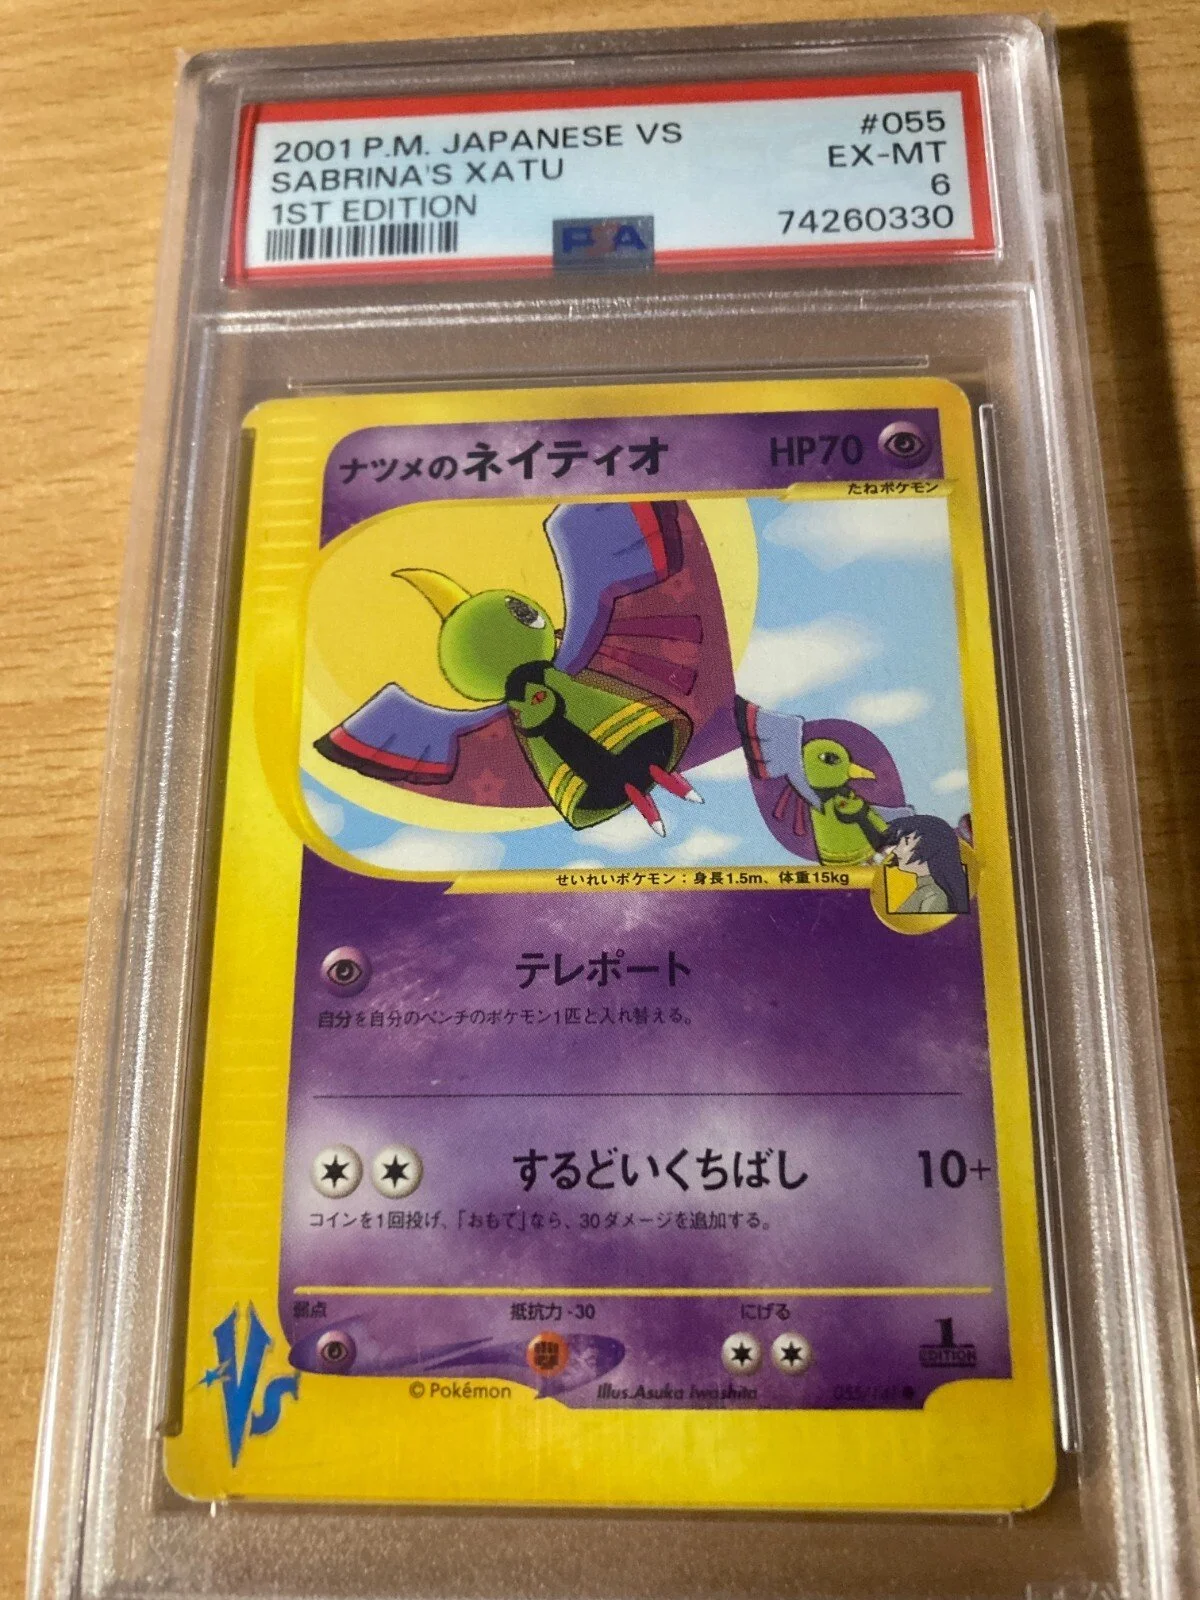 2001 P.M. JAPANESE VS #055
SABRINA'S XATU EX-MT
1ST EDITION 6
PSA 74260330
ナツメのネイティオ HP70
たねポケモン
せいれいポケモン：身長1.5m、体重15kg
テレポート
自分を自分のベンチのポケモン1匹と入れ替える。
するどいくちばし 10+
コインを1回投げ、「おもて」なら、30ダメージを追加する。
弱点 抵抗力 -30 にげる
1 EDITION
VS
© Pokémon Illus.Asuka Iwashita 055/141 ●